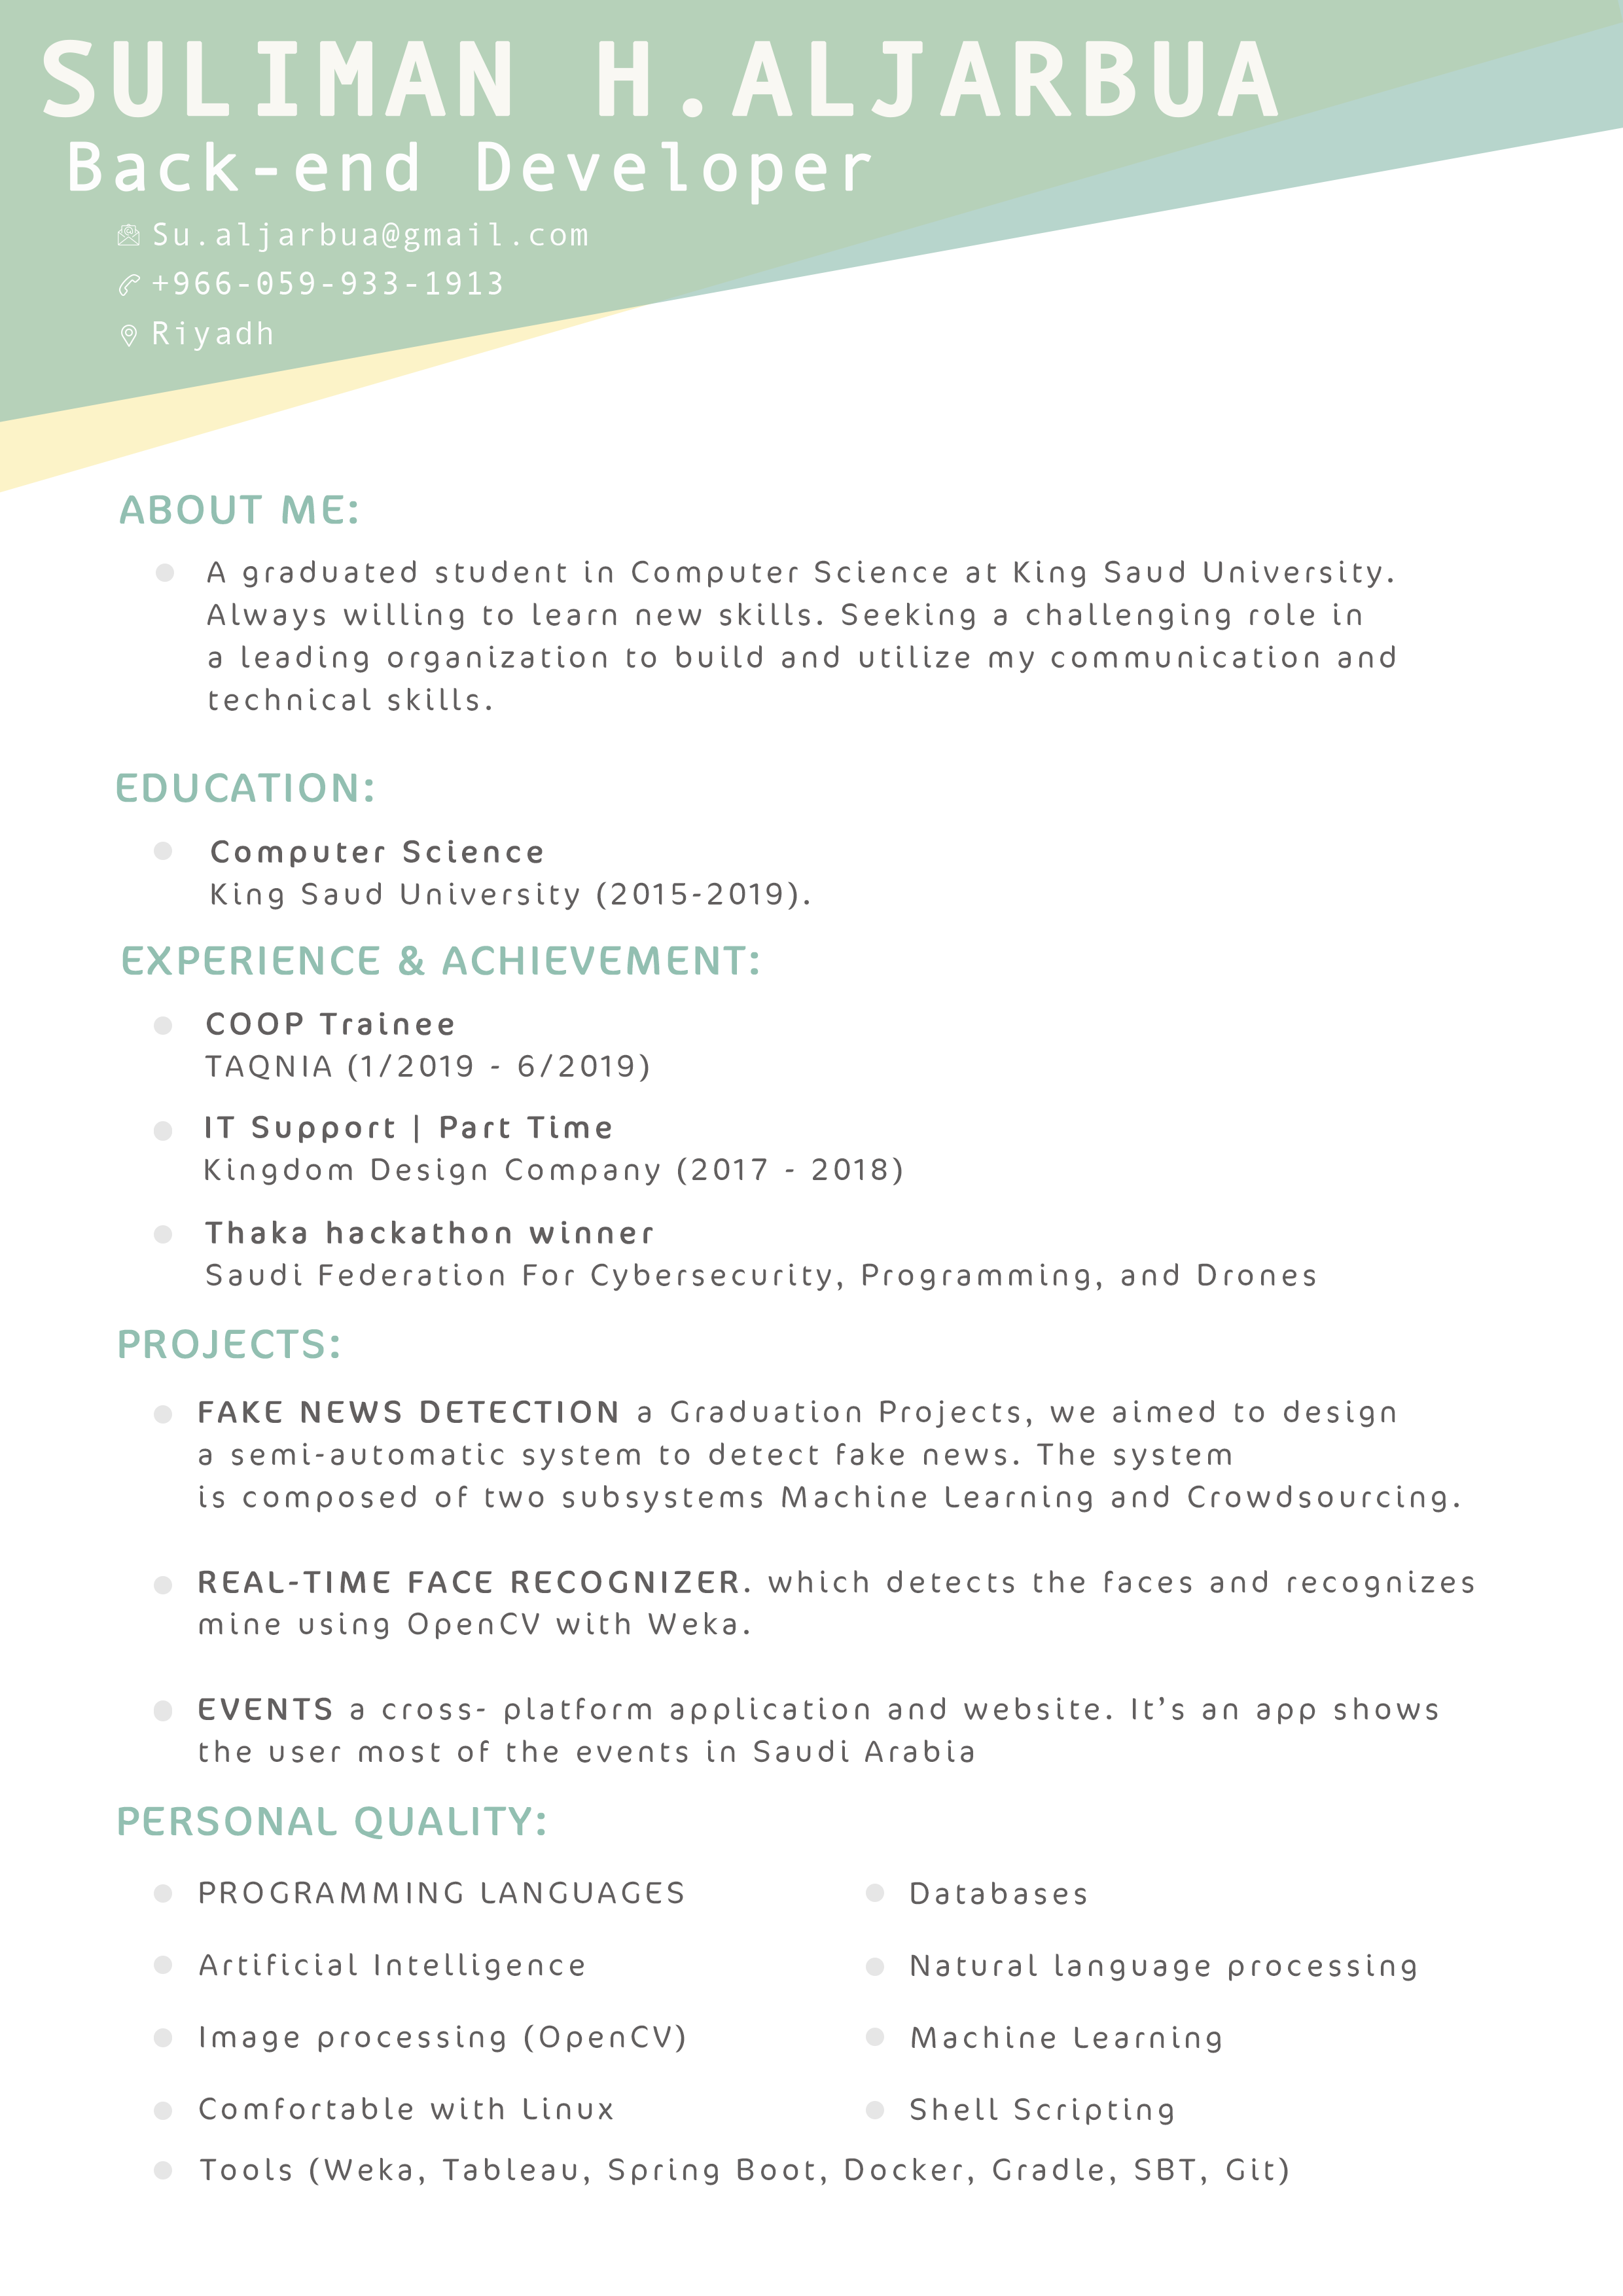 SULIMAN H.ALJARBUA
Back-end Developer
Su.aljarbua@gmail.com
+966-059-933-1913
Riyadh
ABOUT ME:
A graduated student in Computer Science at King Saud University.
Always willing to learn new skills. Seeking a challenging role in
a leading organization to build and utilize my communication and
technical skills.
EDUCATION:
Computer Science
King Saud University (2015-2019).
EXPERIENCE & ACHIEVEMENT:
COOP Trainee
TAQNIA (1/2019 - 6/2019)
IT Support | Part Time
Kingdom Design Company (2017 - 2018)
Thaka hackathon winner
Saudi Federation For Cybersecurity, Programming, and Drones
PROJECTS:
FAKE NEWS DETECTION a Graduation Projects, we aimed to design
a semi-automatic system to detect fake news. The system
is composed of two subsystems Machine Learning and Crowdsourcing.
REAL-TIME FACE RECOGNIZER. which detects the faces and recognizes
mine using OpenCV with Weka.
EVENTS a cross- platform application and website. It’s an app shows
the user most of the events in Saudi Arabia
PERSONAL QUALITY:
PROGRAMMING LANGUAGES
Databases
Artificial Intelligence
Natural language processing
Image processing (OpenCV)
Machine Learning
Comfortable with Linux
Shell Scripting
Tools (Weka, Tableau, Spring Boot, Docker, Gradle, SBT, Git)